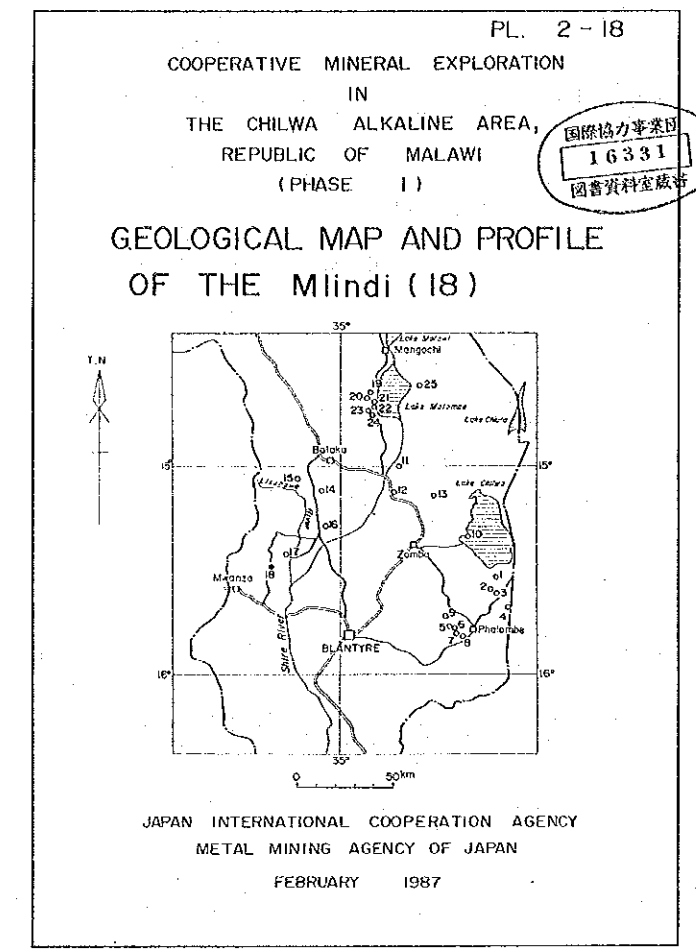 PL. 2-18
COOPERATIVE MINERAL EXPLORATION
IN
THE CHILWA ALKALINE AREA,
REPUBLIC OF MALAWI
(PHASE I)
国際協力事業団
16331
図書資料室蔵書
GEOLOGICAL MAP AND PROFILE
OF THE Mlindi (18)
T.N
35°
Lake Malawi
Mangochi
19
25
20
21
22
Lake Malombe
23
24
Lake Chiuta
Balaka
15°
11
15°
15
14
12
13
Lake Chilwa
16
10
17
Zomba
18
1
Mwanza
2
3
4
9
5
6
Phalombe
7
8
Shire River
BLANTYRE
16°
16°
35°
0
50km
JAPAN INTERNATIONAL COOPERATION AGENCY
METAL MINING AGENCY OF JAPAN
FEBRUARY 1987